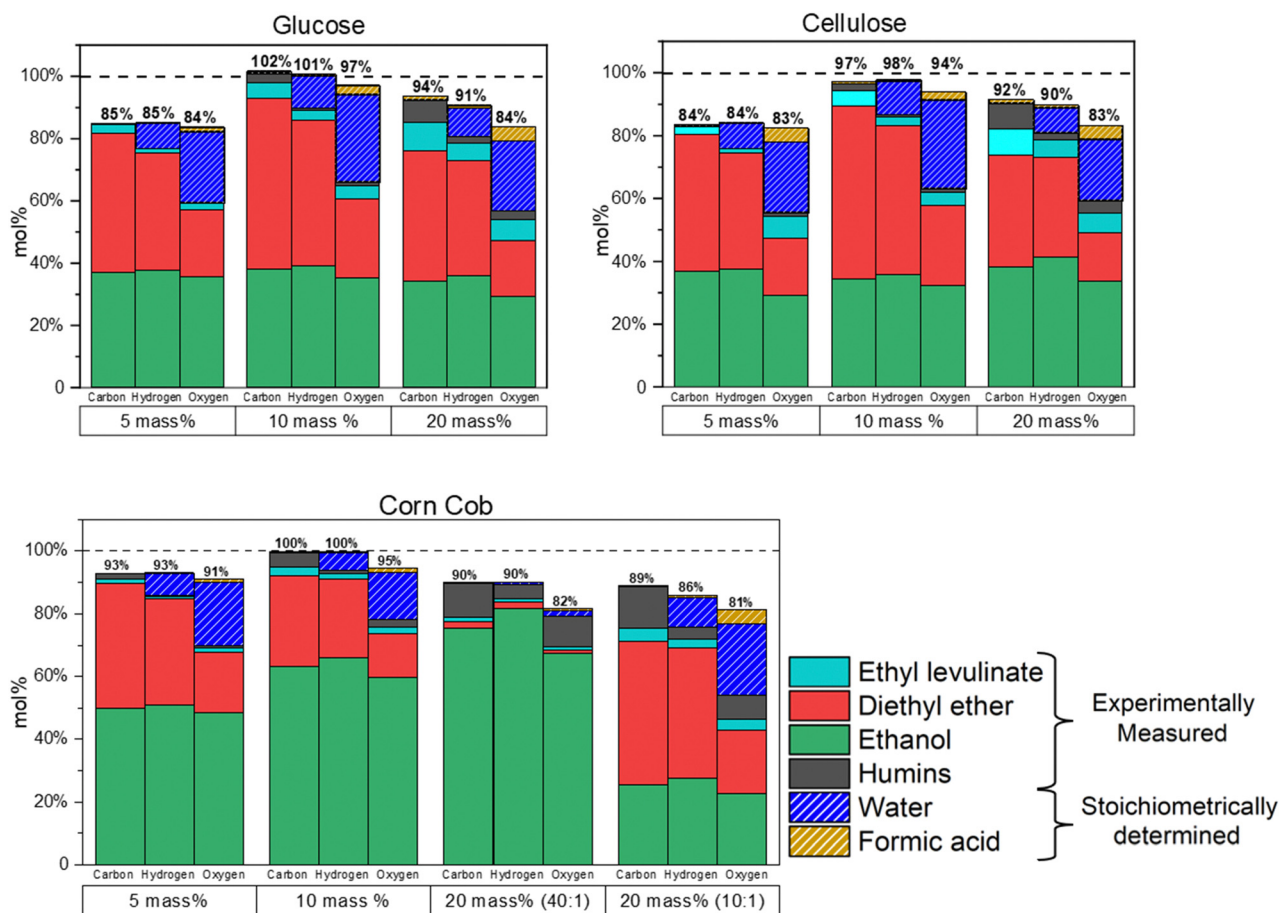 Glucose
mol%
100%
80%
60%
40%
20%
0
85% 85% 84%
102% 101% 97%
94% 91% 84%
Carbon Hydrogen Oxygen Carbon Hydrogen Oxygen Carbon Hydrogen Oxygen
5 mass% 10 mass % 20 mass%
Cellulose
mol%
100%
80%
60%
40%
20%
0
84% 84% 83%
97% 98% 94%
92% 90% 83%
Carbon Hydrogen Oxygen Carbon Hydrogen Oxygen Carbon Hydrogen Oxygen
5 mass% 10 mass % 20 mass%
Corn Cob
mol%
100%
80%
60%
40%
20%
0
93% 93% 91%
100% 100% 95%
90% 90% 82%
89% 86% 81%
Carbon Hydrogen Oxygen Carbon Hydrogen Oxygen Carbon Hydrogen Oxygen Carbon Hydrogen Oxygen
5 mass% 10 mass% 20 mass% (40:1) 20 mass% (10:1)
Ethyl levulinate
Diethyl ether
Ethanol
Humins
Water
Formic acid
Experimentally
Measured
Stoichiometrically
determined